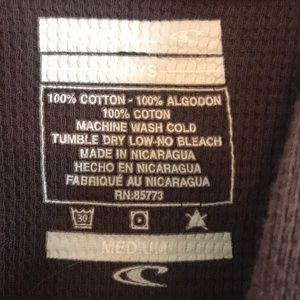 100% COTTON - 100% ALGODON
100% COTON
MACHINE WASH COLD
TUMBLE DRY LOW-NO BLEACH
MADE IN NICARAGUA
HECHO EN NICARAGUA
FABRIQUÉ AU NICARAGUA
RN:85773
30
MEDIUM